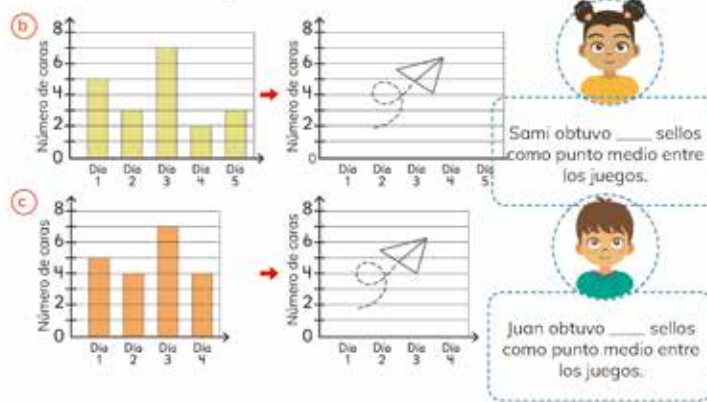 b
Número de caras
8
6
4
2
0
Día 1
Día 2
Día 3
Día 4
Día 5
Número de caras
8
6
4
2
0
Día 1
Día 2
Día 3
Día 4
Día 5
Sami obtuvo ____ sellos
como punto medio entre
los juegos.
c
Número de caras
8
6
4
2
0
Día 1
Día 2
Día 3
Día 4
Número de caras
8
6
4
2
0
Día 1
Día 2
Día 3
Día 4
Juan obtuvo ____ sellos
como punto medio entre
los juegos.